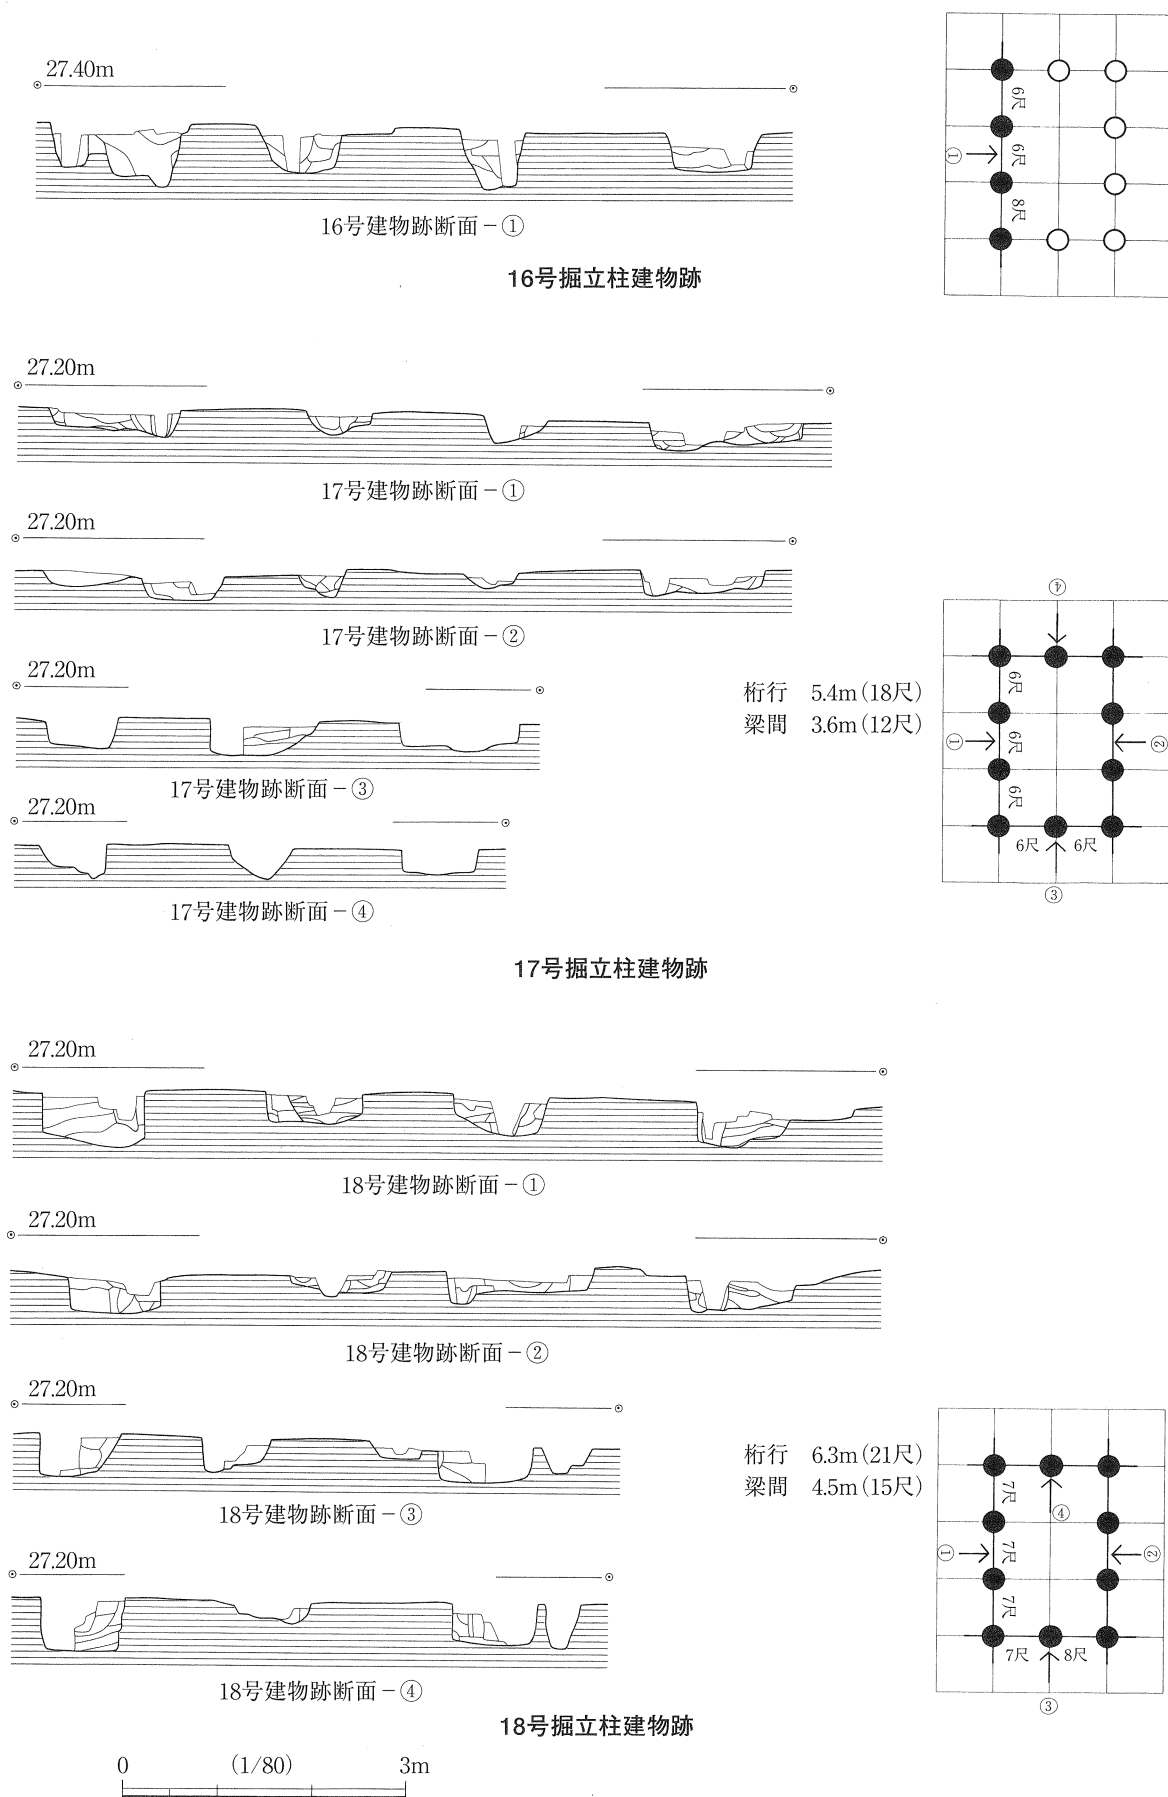 27.40m
16号建物跡断面−①
16号掘立柱建物跡
6尺
6尺
8尺
①
27.20m
17号建物跡断面−①
27.20m
17号建物跡断面−②
27.20m
17号建物跡断面−③
27.20m
17号建物跡断面−④
桁行 5.4m(18尺)
梁間 3.6m(12尺)
④
6尺
6尺
6尺
①
②
6尺 6尺
③
17号掘立柱建物跡
27.20m
18号建物跡断面−①
27.20m
18号建物跡断面−②
27.20m
18号建物跡断面−③
27.20m
18号建物跡断面−④
桁行 6.3m(21尺)
梁間 4.5m(15尺)
7尺
④
7尺
①
②
7尺
7尺 8尺
③
18号掘立柱建物跡
0 (1/80) 3m